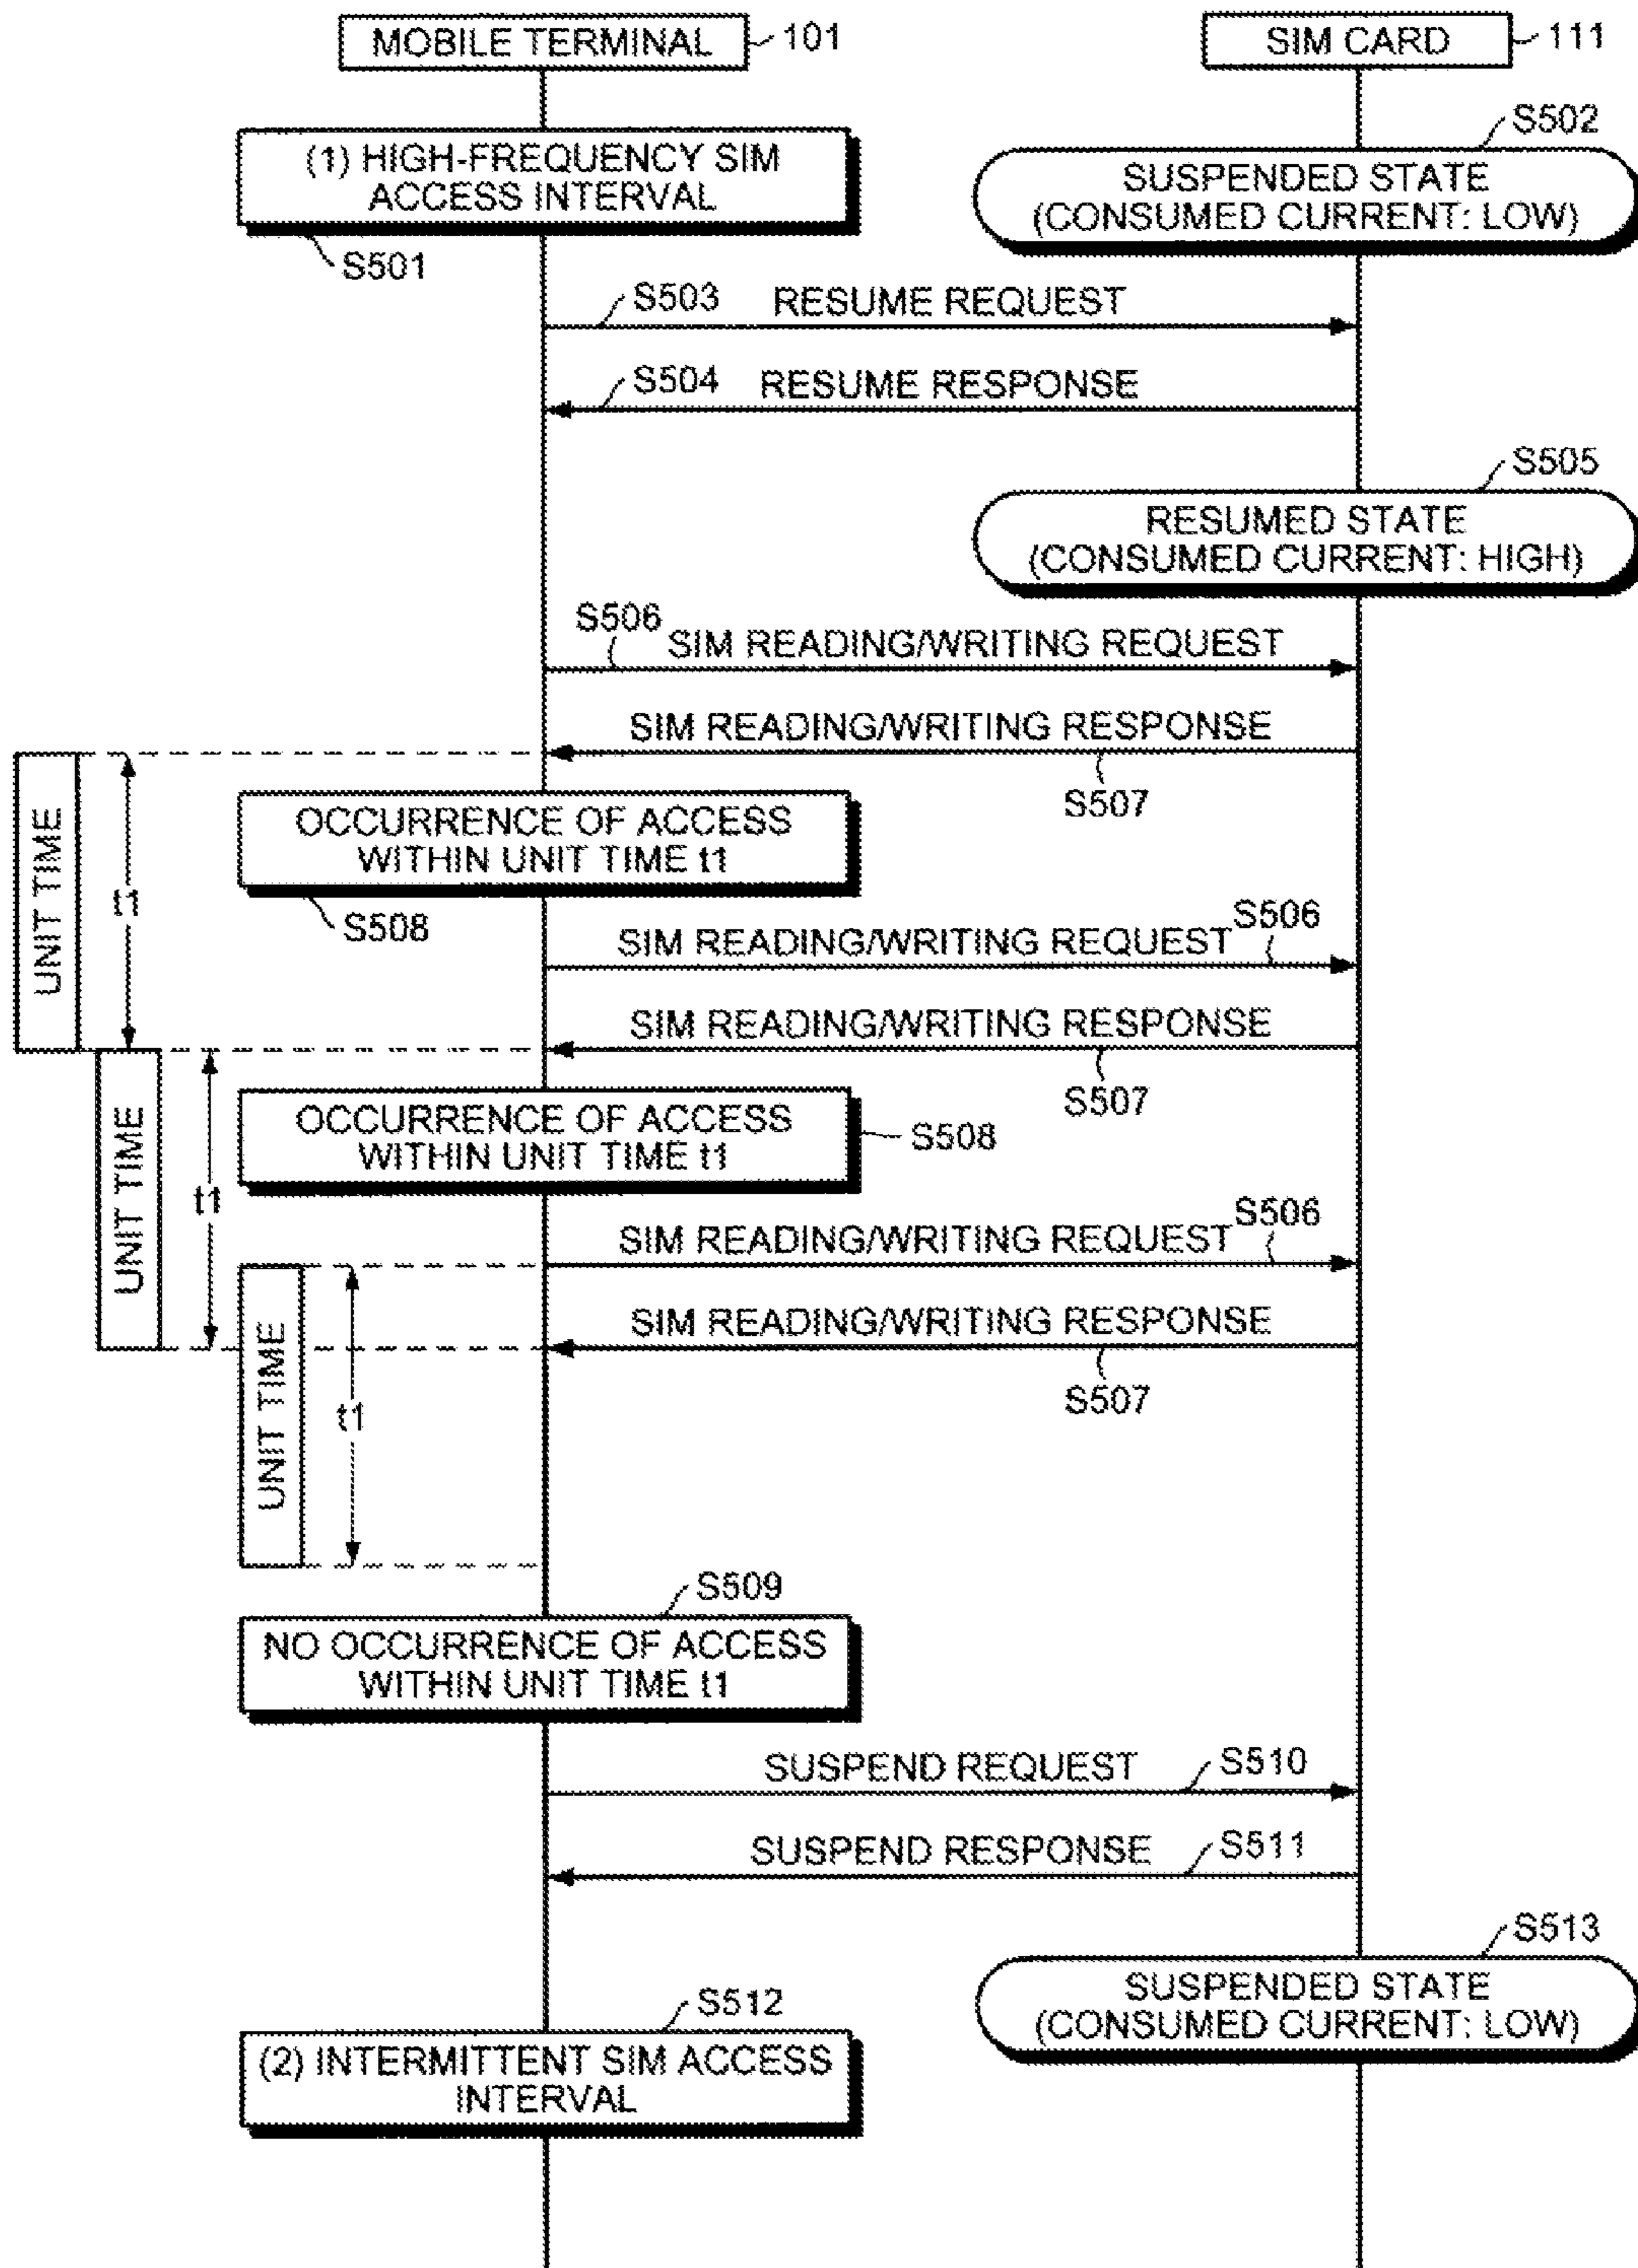 MOBILE TERMINAL
101
SIM CARD
111
S502
(1) HIGH-FREQUENCY SIM
ACCESS INTERVAL
SUSPENDED STATE
(CONSUMED CURRENT: LOW)
S501
S503
RESUME REQUEST
S504
RESUME RESPONSE
S505
RESUMED STATE
(CONSUMED CURRENT: HIGH)
S506
SIM READING/WRITING REQUEST
SIM READING/WRITING RESPONSE
S507
UNIT TIME
t1
OCCURRENCE OF ACCESS
WITHIN UNIT TIME t1
S508
SIM READING/WRITING REQUEST
S506
SIM READING/WRITING RESPONSE
S507
UNIT TIME
t1
OCCURRENCE OF ACCESS
WITHIN UNIT TIME t1
S508
SIM READING/WRITING REQUEST
S506
SIM READING/WRITING RESPONSE
S507
UNIT TIME
t1
S509
NO OCCURRENCE OF ACCESS
WITHIN UNIT TIME t1
SUSPEND REQUEST
S510
SUSPEND RESPONSE
S511
S513
SUSPENDED STATE
(CONSUMED CURRENT: LOW)
S512
(2) INTERMITTENT SIM ACCESS
INTERVAL